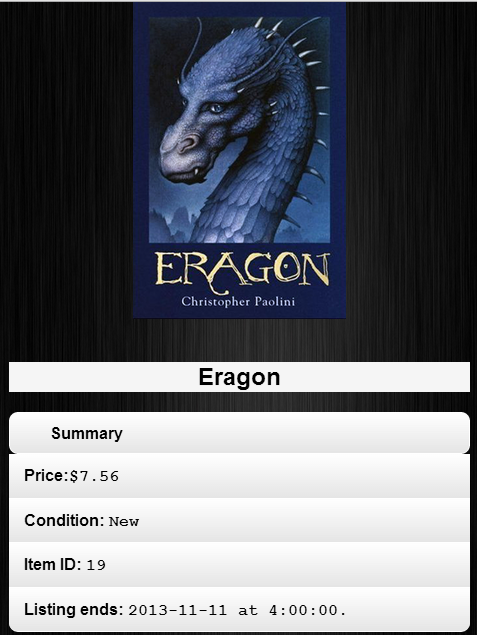 ERAGON
Christopher Paolini
Eragon
Summary
Price:$7.56
Condition: New
Item ID: 19
Listing ends: 2013-11-11 at 4:00:00.